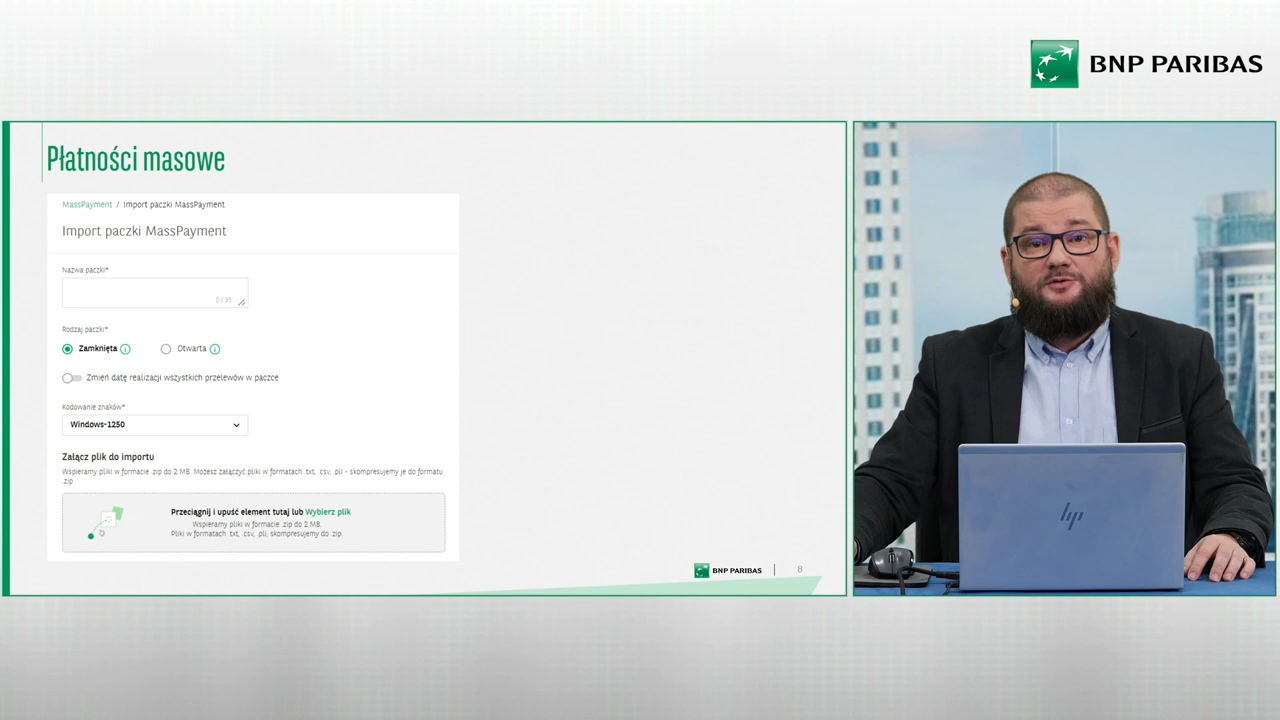 BNP PARIBAS
Płatności masowe
MassPayment / Import paczki MassPayment
Import paczki MassPayment
Nazwa paczki*
0 / 35
Rodzaj paczki*
Zamknięta
Otwarta
Zmień datę realizacji wszystkich przelewów w paczce
Kodowanie znaków*
Windows-1250
Załącz plik do importu
Wspieramy pliki w formacie .zip do 2 MB. Możesz załączyć pliki w formatach .txt, .csv, .pli - skompresujemy je do formatu
.zip.
Przeciągnij i upuść element tutaj lub Wybierz plik
Wspieramy pliki w formacie .zip do 2 MB.
Pliki w formatach .txt, .csv, .pli, skompresujemy do .zip.
BNP PARIBAS
8
hp